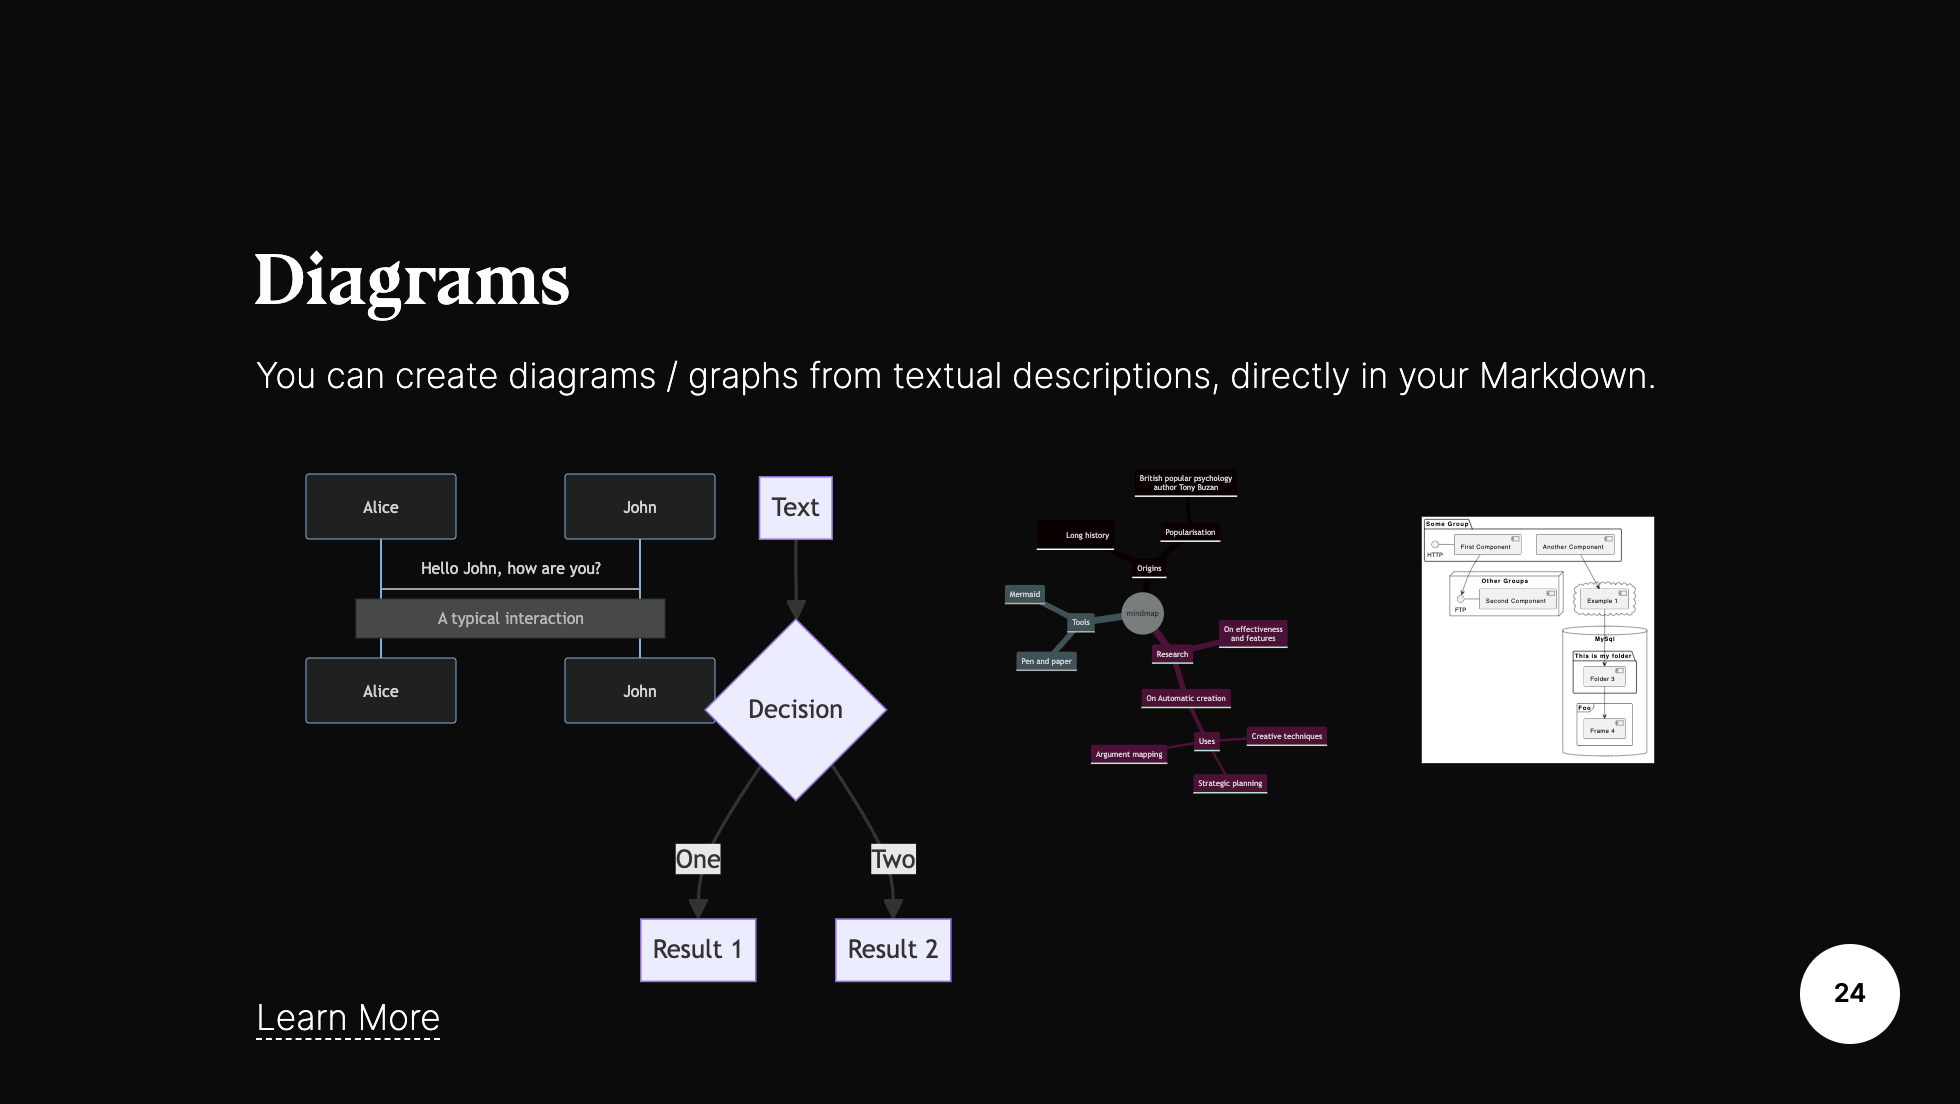 Diagrams
You can create diagrams / graphs from textual descriptions, directly in your Markdown.
Alice
John
Hello John, how are you?
A typical interaction
Alice
John
Text
Decision
One
Two
Result 1
Result 2
British popular psychology
author Tony Buzan
Long history
Popularisation
Origins
Mermaid
mindmap
Tools
Pen and paper
On effectiveness
and features
Research
On Automatic creation
Uses
Creative techniques
Argument mapping
Strategic planning
Some Group
First Component
Another Component
HTTP
Other Groups
Second Component
FTP
Example 1
MySql
This is my folder
Folder 3
Foo
Frame 4
Learn More
24